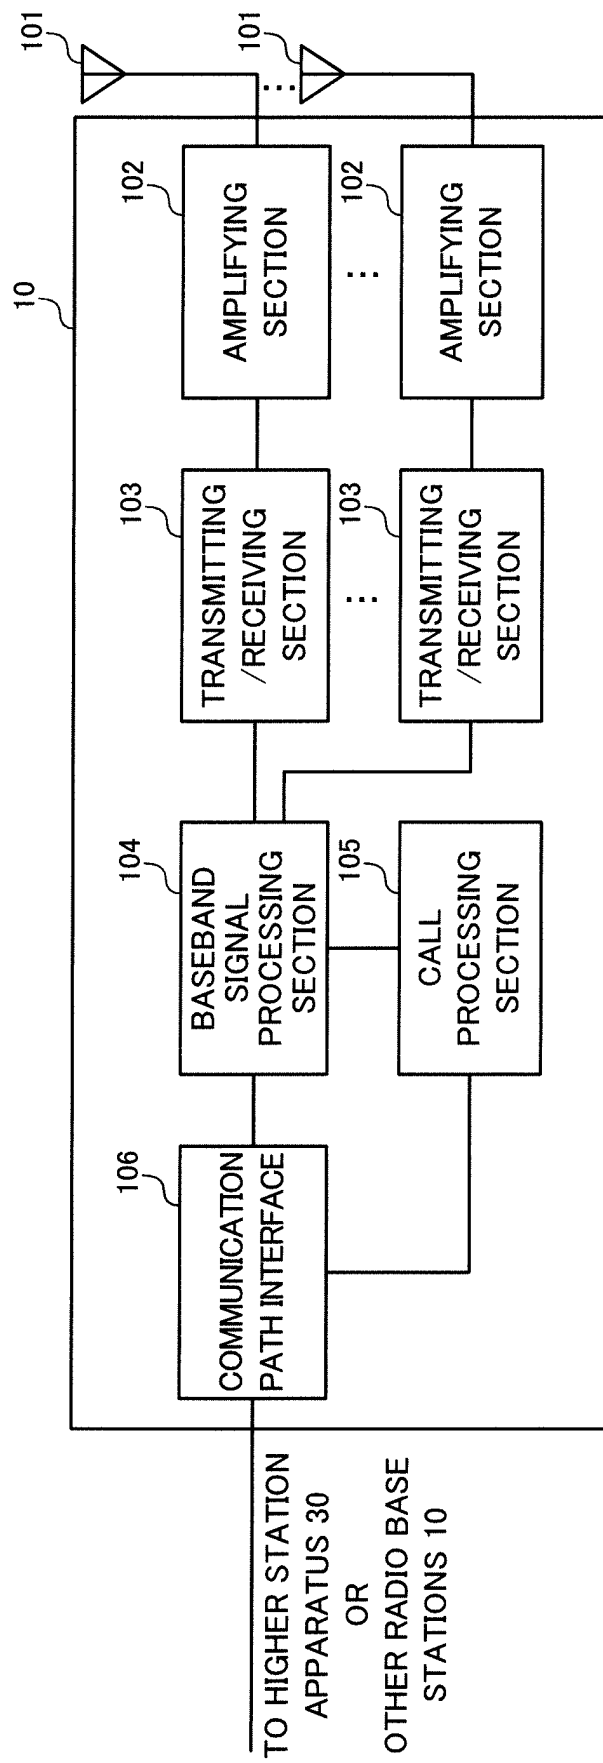 10
101
101
102
AMPLIFYING
SECTION
102
AMPLIFYING
SECTION
103
TRANSMITTING
/RECEIVING
SECTION
103
TRANSMITTING
/RECEIVING
SECTION
104
BASEBAND
SIGNAL
PROCESSING
SECTION
105
CALL
PROCESSING
SECTION
106
COMMUNICATION
PATH INTERFACE
TO HIGHER STATION
APPARATUS 30
OR
OTHER RADIO BASE
STATIONS 10